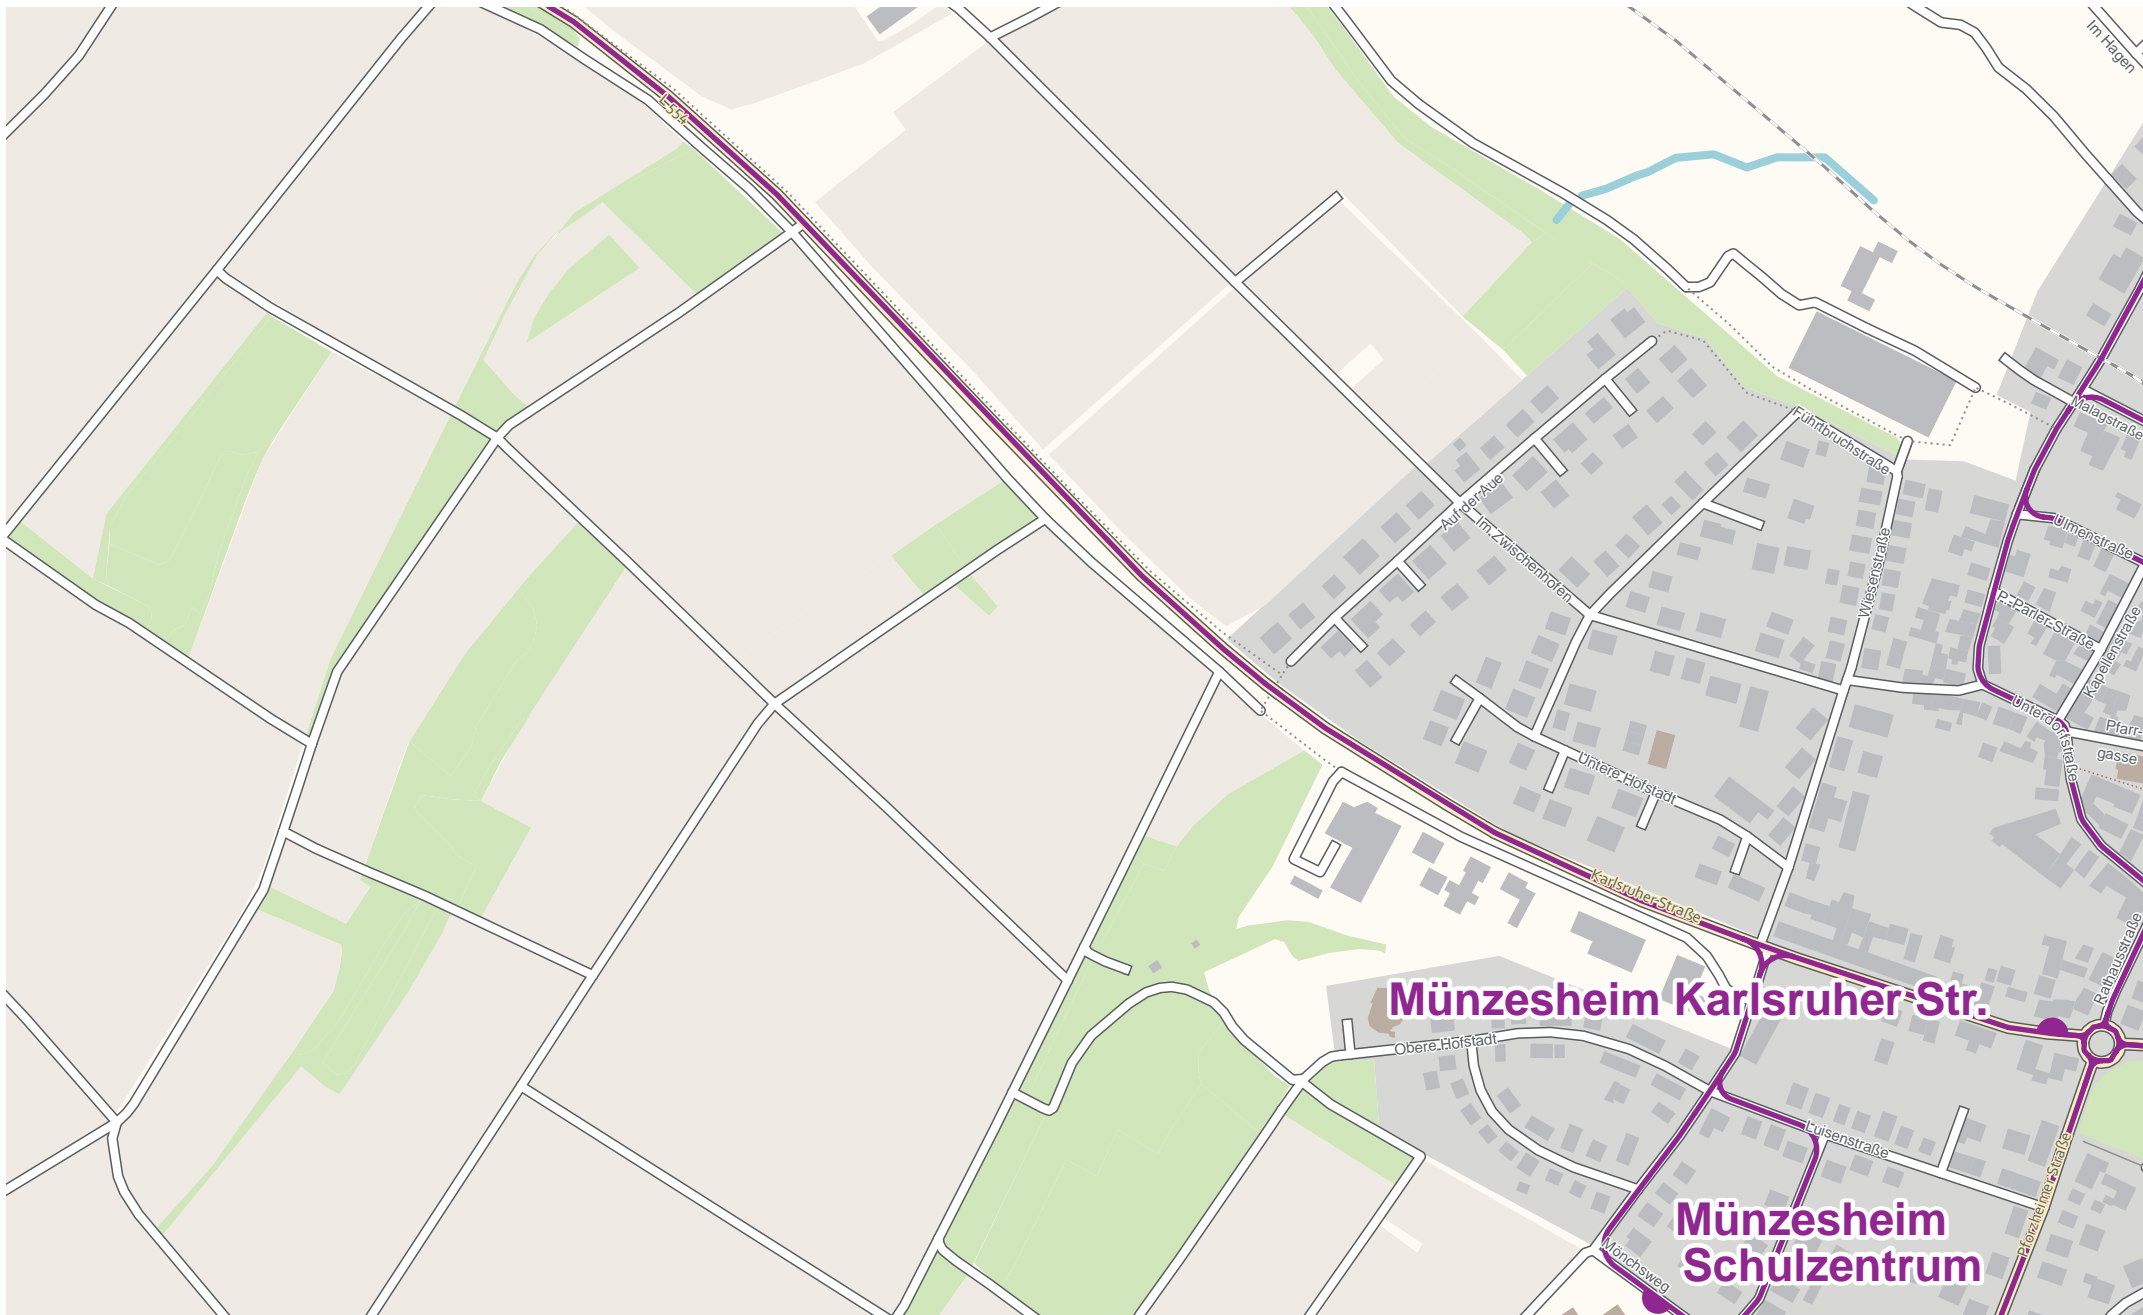 Im Hagen
L 554
Malagstraße
Führtbruchstraße
Auf der Aue
Im Zwischenhofen
Ulmenstraße
Wiesenstraße
P.-Parler-Straße
Kapellenstraße
Unterdorfstraße
Pfarr-
gasse
Untere Hofstadt
Karlsruher Straße
Rathausstraße
Münzesheim Karlsruher Str.
Obere Hofstadt
Luisenstraße
Pforzheimer Straße
Münzesheim
Schulzentrum
Mönchsweg